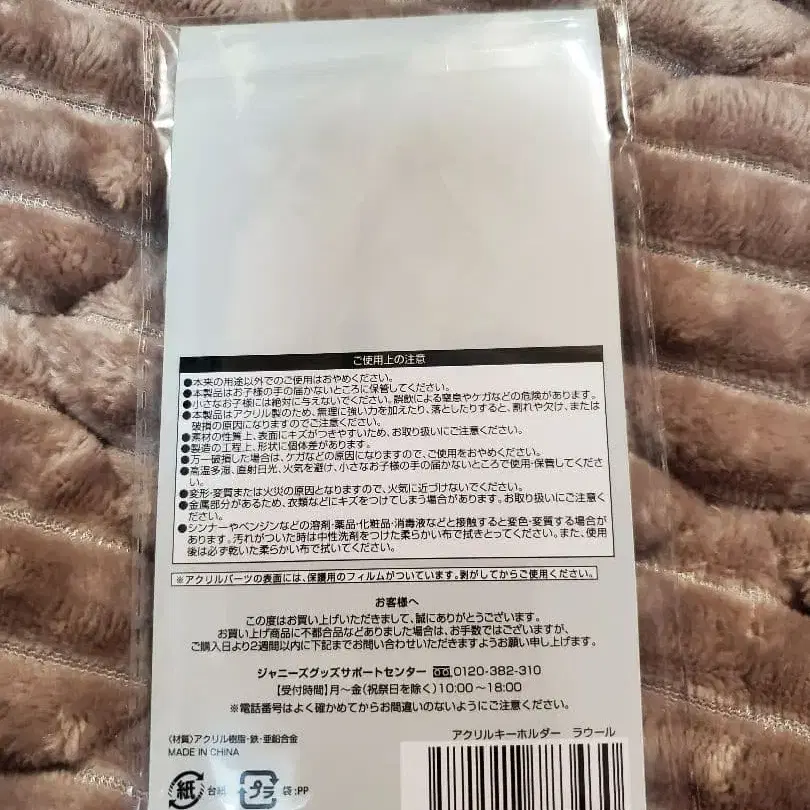 ご使用上の注意
●本来の用途以外でのご使用はおやめください。
●本製品はお子様の手の届かないところに保管してください。
●小さなお子様には絶対に与えないでください。誤飲による窒息やケガなどの危険があります。
●本製品はアクリル製のため、無理に強い力を加えたり、落としたりすると、割れや欠け、または
破損の原因になりますのでご注意ください。
●素材の性質上、表面にキズがつきやすいため、お取り扱いにご注意ください。
●製造の工程上、形状に個体差があります。
●万一破損した場合は、ケガなどの原因になりますので、ご使用をおやめください。
●高温多湿、直射日光、火気を避け、小さなお子様の手の届かないところで使用・保管してくださ
い。
●変形・変質または火災の原因となりますので、火気に近づけないでください。
●金属部分があるため、衣類などにキズをつけてしまう場合があります。お取り扱いにご注意く
ださい。
●シンナーやベンジンなどの溶剤・薬品・化粧品・消毒液などと接触すると変色・変質する場合が
あります。汚れがついた時は中性洗剤をつけた柔らかい布で拭きとってください。また、使用
後は必ず乾いた柔らかい布で拭いてください。
※アクリルパーツの表面には、保護用のフィルムがついています。剥がしてからご使用ください。
お客様へ
この度はお買い上げいただきまして、誠にありがとうございます。
お買い上げ商品に不都合品などありました場合は、お手数ではございますが、
ご購入日より2週間以内に下記までお問い合わせいただきますようお願い申し上げます。
ジャニーズグッズサポートセンター 0120-382-310
【受付時間】月~金(祝祭日を除く)10:00~18:00
※電話番号はよく確かめてからお間違いのないようにご注意ください。
〈材質〉アクリル樹脂・鉄・亜鉛合金
MADE IN CHINA
アクリルキーホルダー ラウール
紙 台紙 プラ 袋:PP